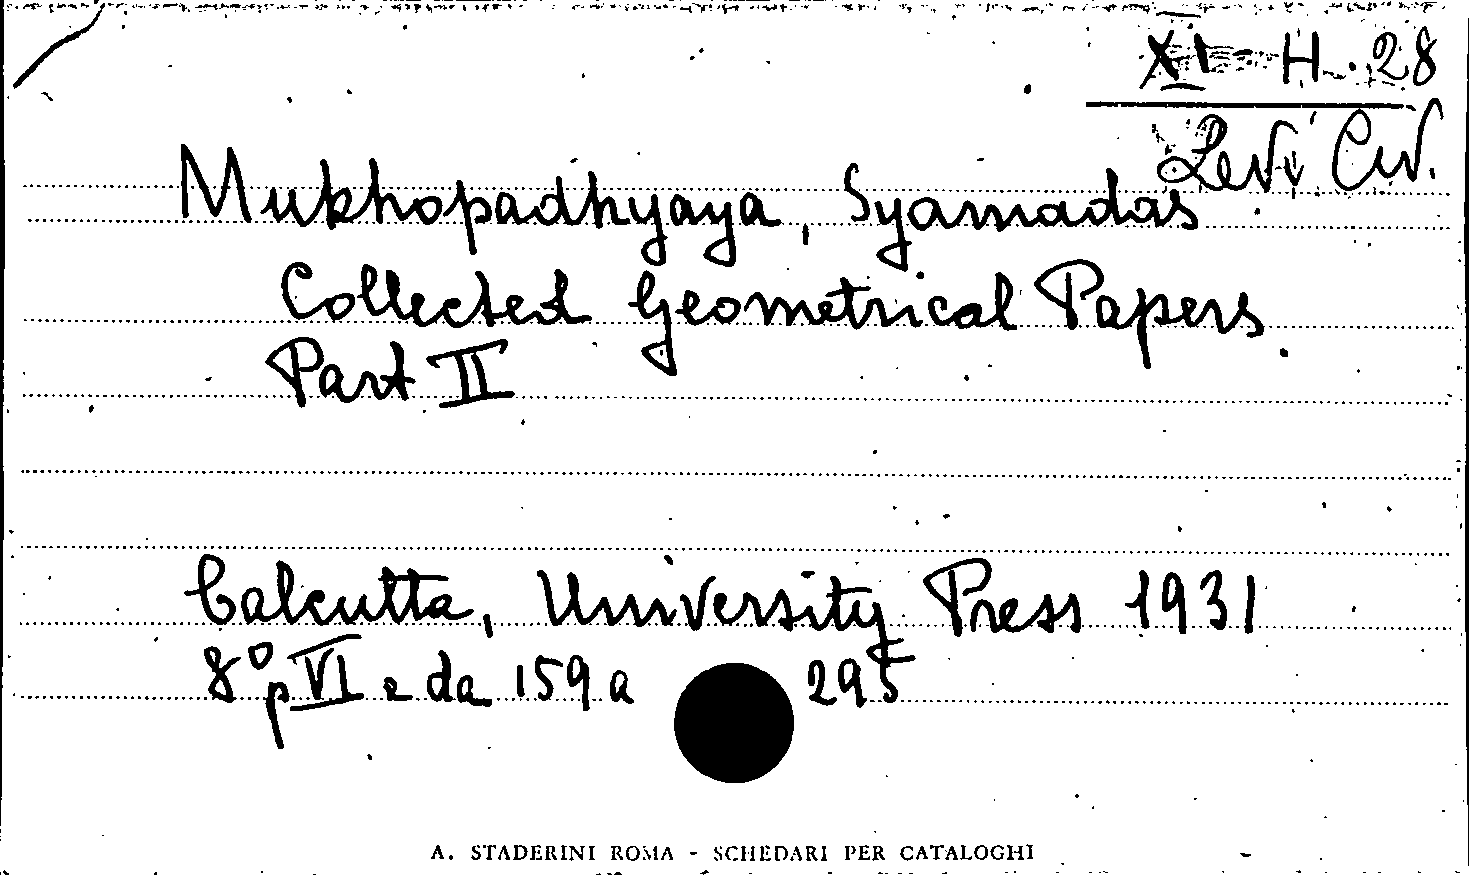 XI - H. 28
Levi Civ.
Mukhopadhyaya, Syamadas
Collected Geometrical Papers.
Part II
Calcutta, University Press 1931
8° p VI e da 159 a 295
A. STADERINI ROMA - SCHEDARI PER CATALOGHI